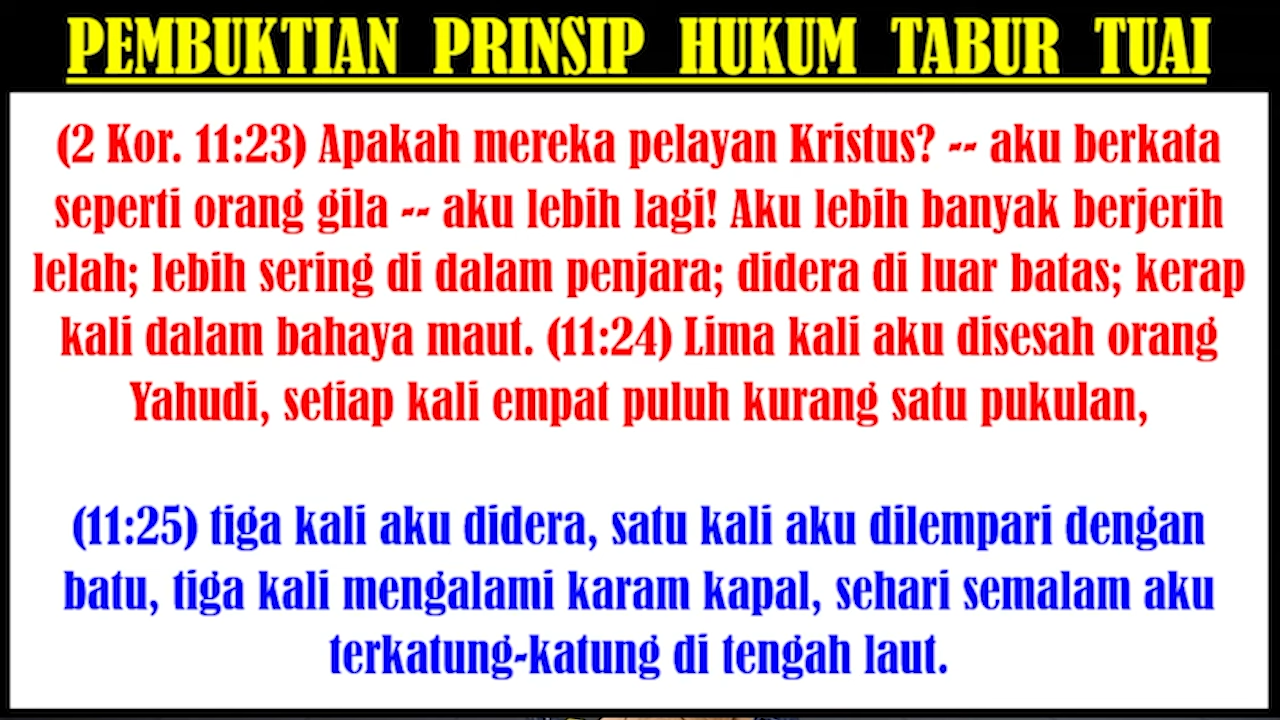 PEMBUKTIAN PRINSIP HUKUM TABUR TUAI
(2 Kor. 11:23) Apakah mereka pelayan Kristus? -- aku berkata
seperti orang gila -- aku lebih lagi! Aku lebih banyak berjerih
lelah; lebih sering di dalam penjara; didera di luar batas; kerap
kali dalam bahaya maut. (11:24) Lima kali aku disesah orang
Yahudi, setiap kali empat puluh kurang satu pukulan,
(11:25) tiga kali aku didera, satu kali aku dilempari dengan
batu, tiga kali mengalami karam kapal, sehari semalam aku
terkatung-katung di tengah laut.